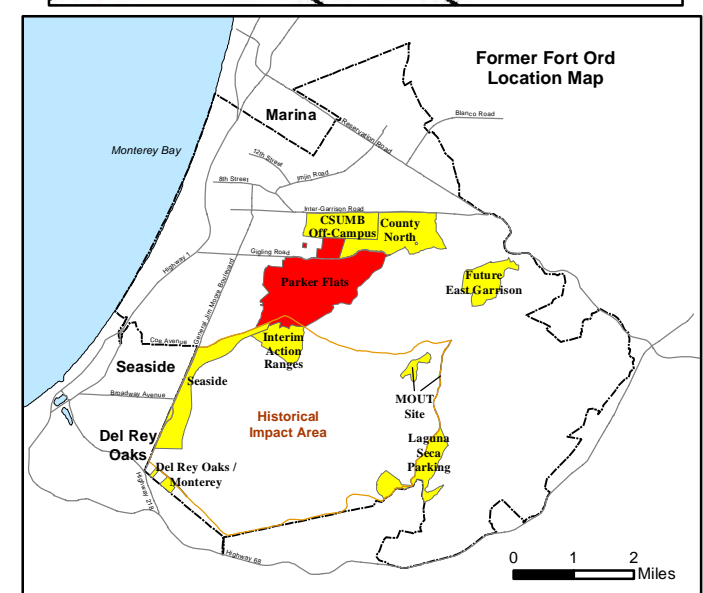 Former Fort Ord
Location Map
Marina
Blanco Road
Reservation Road
Monterey Bay
12th Street
Imjin Road
8th Street
Inter-Garrison Road
CSUMB
Off-Campus
County
North
Gigling Road
Highway 1
General Jim Moore Boulevard
Parker Flats
Future
East Garrison
Coe Avenue
Interim
Action
Ranges
Seaside
Seaside
Broadway Avenue
MOUT
Site
Historical
Impact Area
Del Rey
Oaks
Laguna
Seca
Parking
Del Rey Oaks /
Monterey
Highway 218
Highway 68
0 1 2
Miles